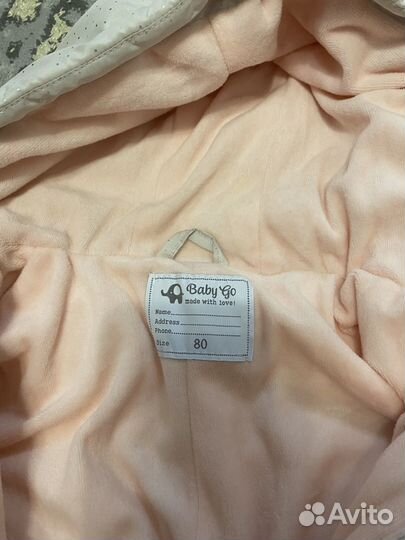 Baby Go
made with love!
Name
Address
Phone
Size 80
Avito